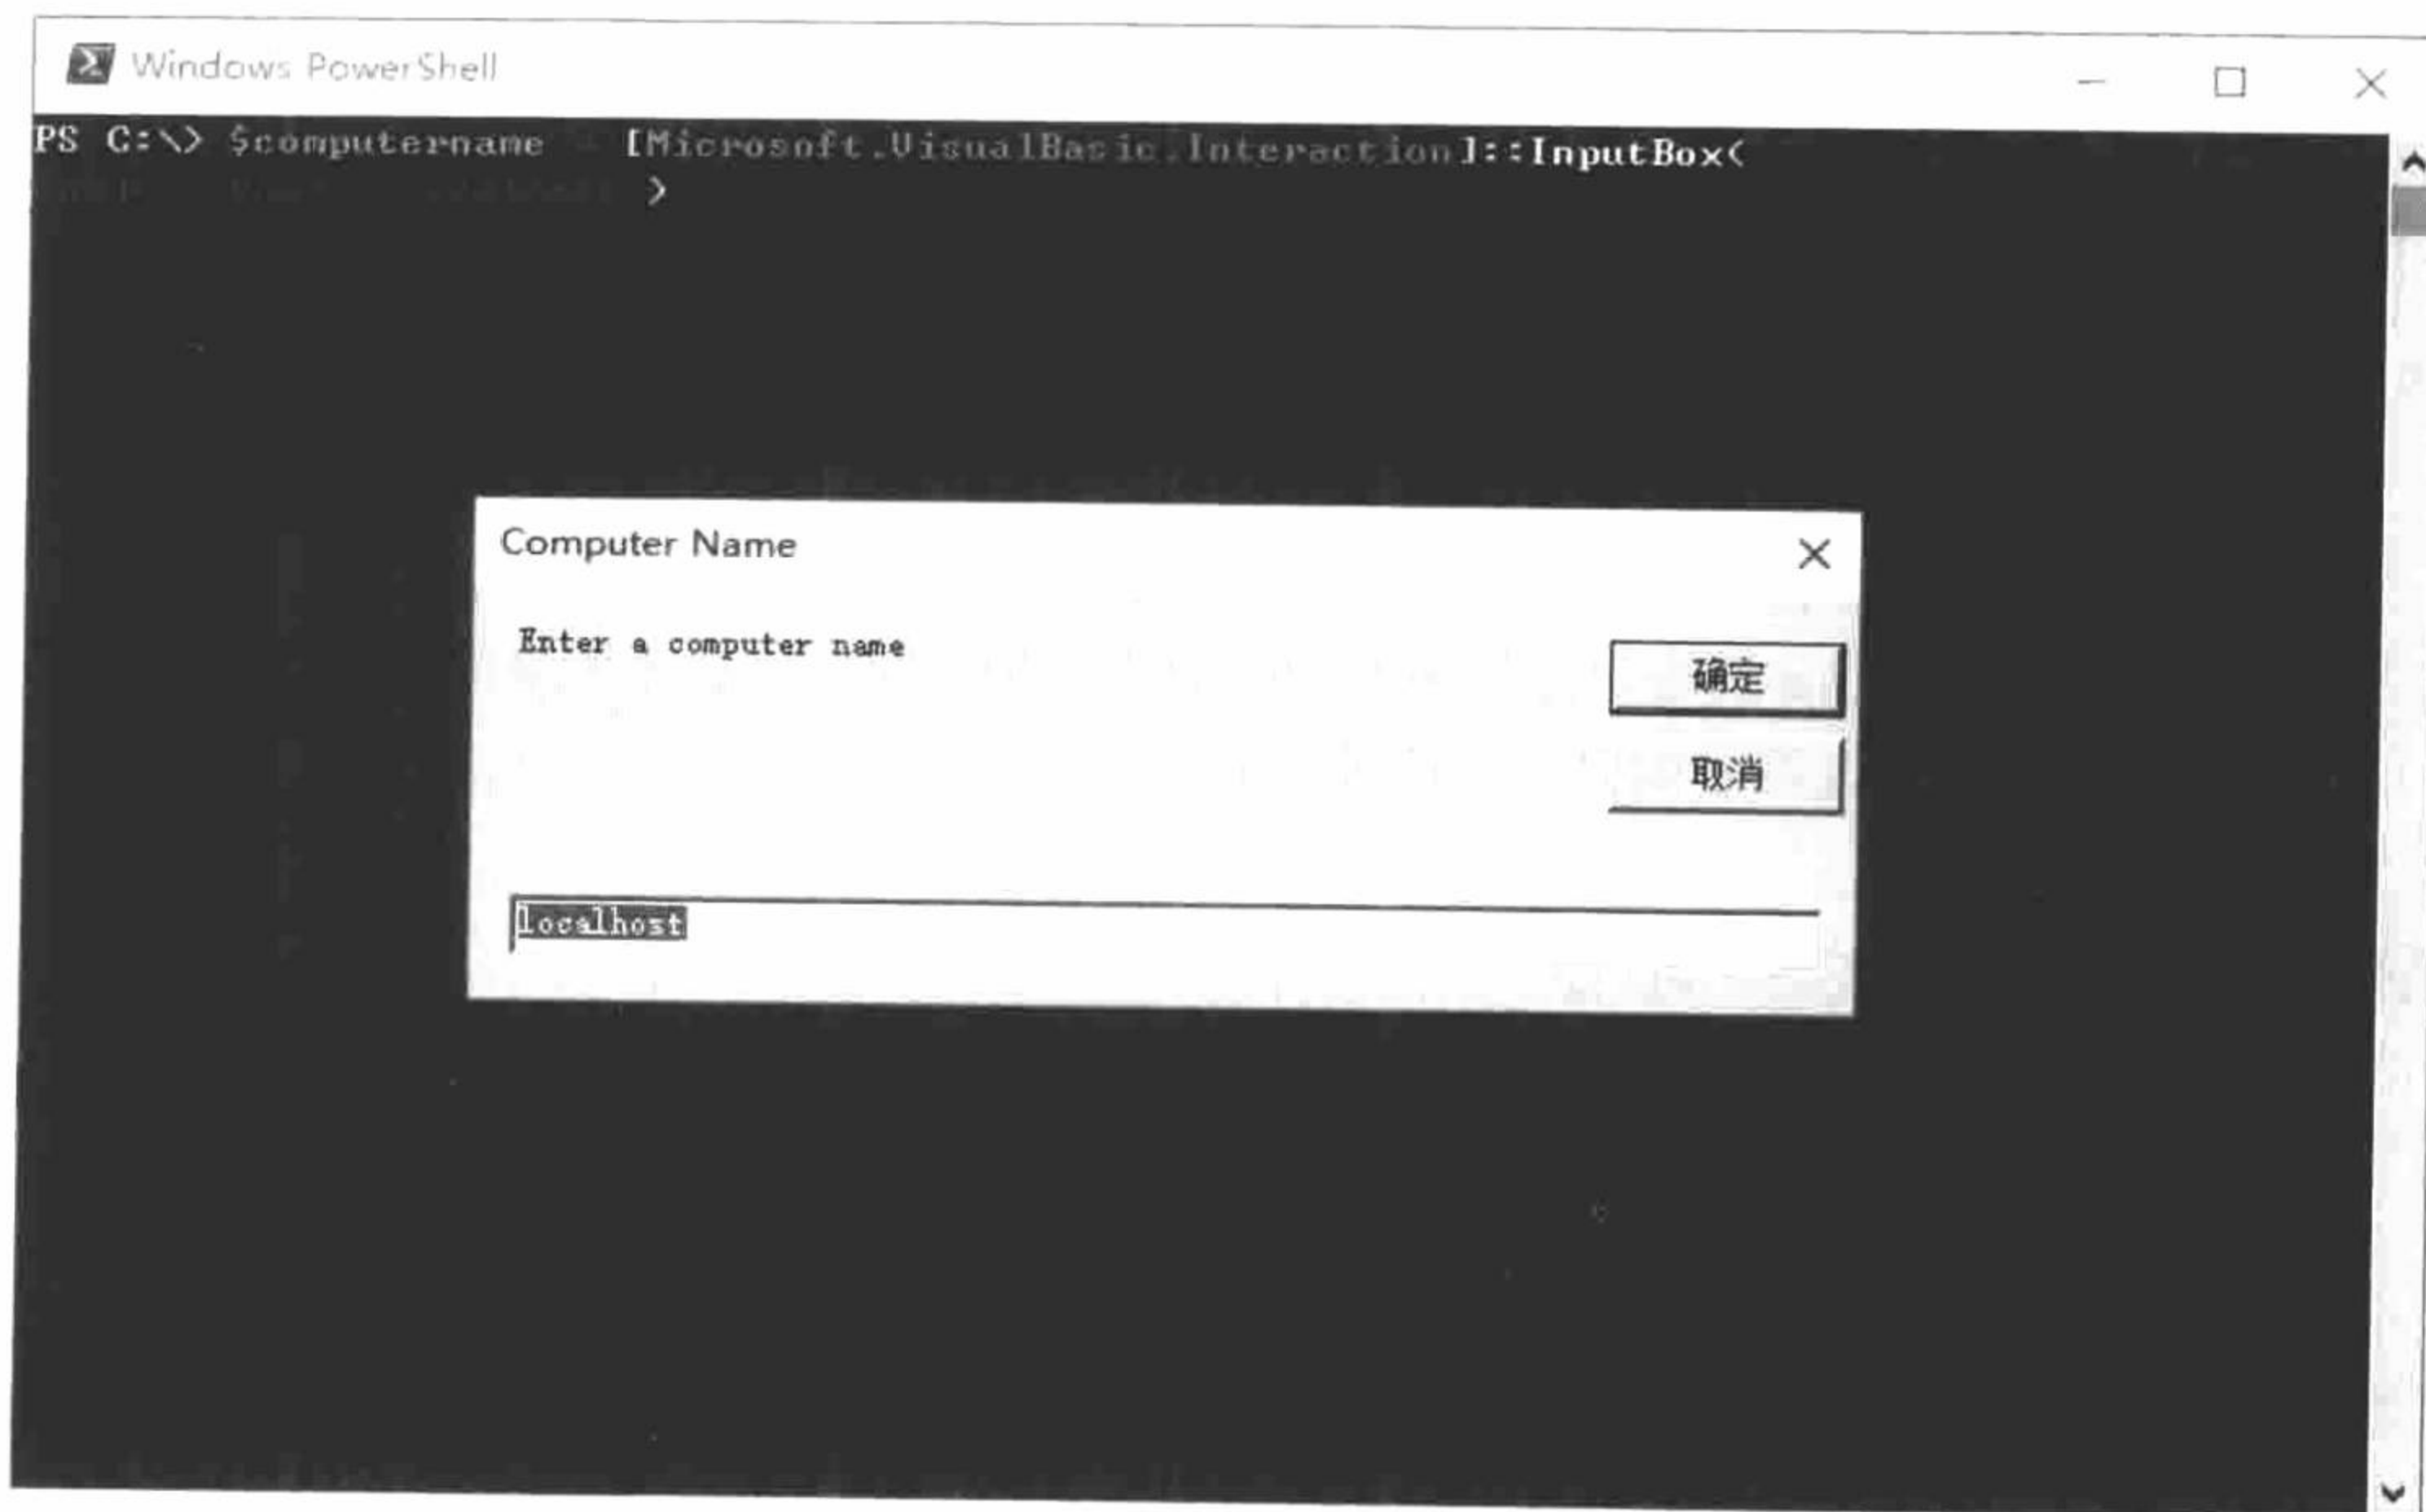 Windows PowerShell
PS C:\> $computername = [Microsoft.VisualBasic.Interaction]::InputBox(
)
Computer Name
Enter a computer name
确定
取消
localhost